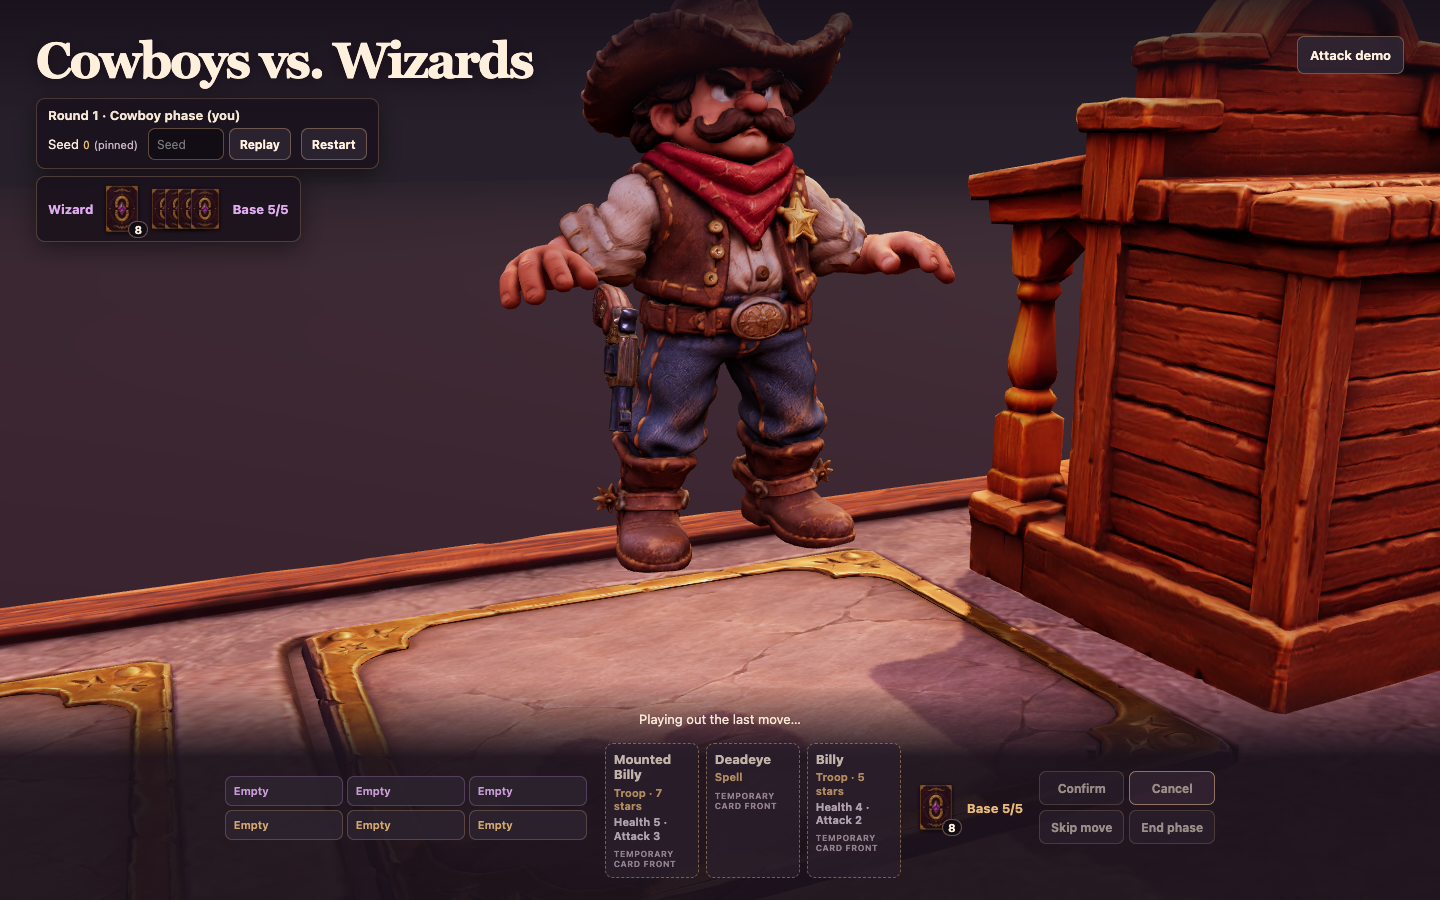 Cowboys vs. Wizards
Attack demo
Round 1 · Cowboy phase (you)
Seed 0 (pinned) Seed Replay Restart
Wizard 8 Base 5/5
Playing out the last move...
Empty Empty Empty
Empty Empty Empty
Mounted
Billy
Troop · 7
stars
Health 5 ·
Attack 3
TEMPORARY
CARD FRONT
Deadeye
Spell
TEMPORARY
CARD FRONT
Billy
Troop · 5
stars
Health 4 ·
Attack 2
TEMPORARY
CARD FRONT
8 Base 5/5
Confirm Cancel
Skip move End phase